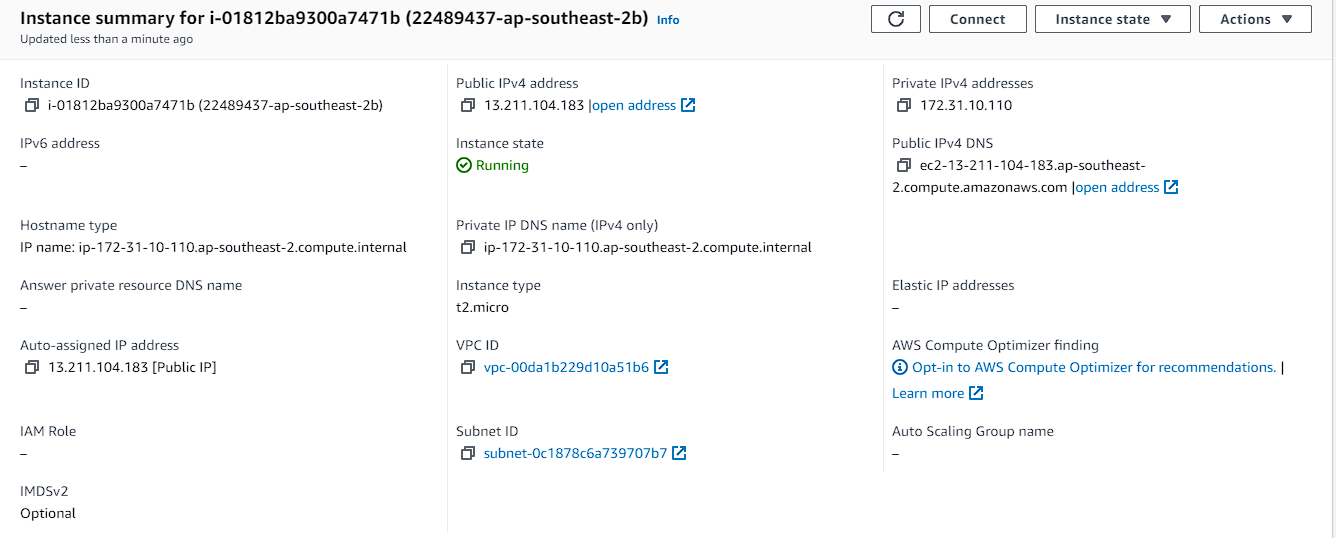 Instance summary for i-01812ba9300a7471b (22489437-ap-southeast-2b) Info
Updated less than a minute ago
Connect
Instance state
Actions
Instance ID
i-01812ba9300a7471b (22489437-ap-southeast-2b)
Public IPv4 address
13.211.104.183 |open address
Private IPv4 addresses
172.31.10.110
IPv6 address
–
Instance state
Running
Public IPv4 DNS
ec2-13-211-104-183.ap-southeast-
2.compute.amazonaws.com |open address
Hostname type
IP name: ip-172-31-10-110.ap-southeast-2.compute.internal
Private IP DNS name (IPv4 only)
ip-172-31-10-110.ap-southeast-2.compute.internal
Answer private resource DNS name
–
Instance type
t2.micro
Elastic IP addresses
–
Auto-assigned IP address
13.211.104.183 [Public IP]
VPC ID
vpc-00da1b229d10a51b6
AWS Compute Optimizer finding
Opt-in to AWS Compute Optimizer for recommendations. |
Learn more
IAM Role
–
Subnet ID
subnet-0c1878c6a739707b7
Auto Scaling Group name
–
IMDSv2
Optional